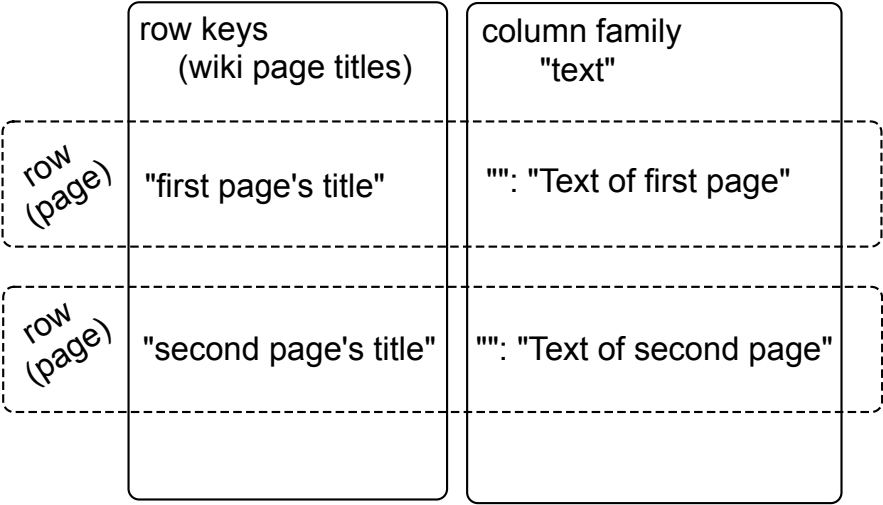 row keys
(wiki page titles)
column family
"text"
row
(page)
"first page's title"
"": "Text of first page"
row
(page)
"second page's title"
"": "Text of second page"